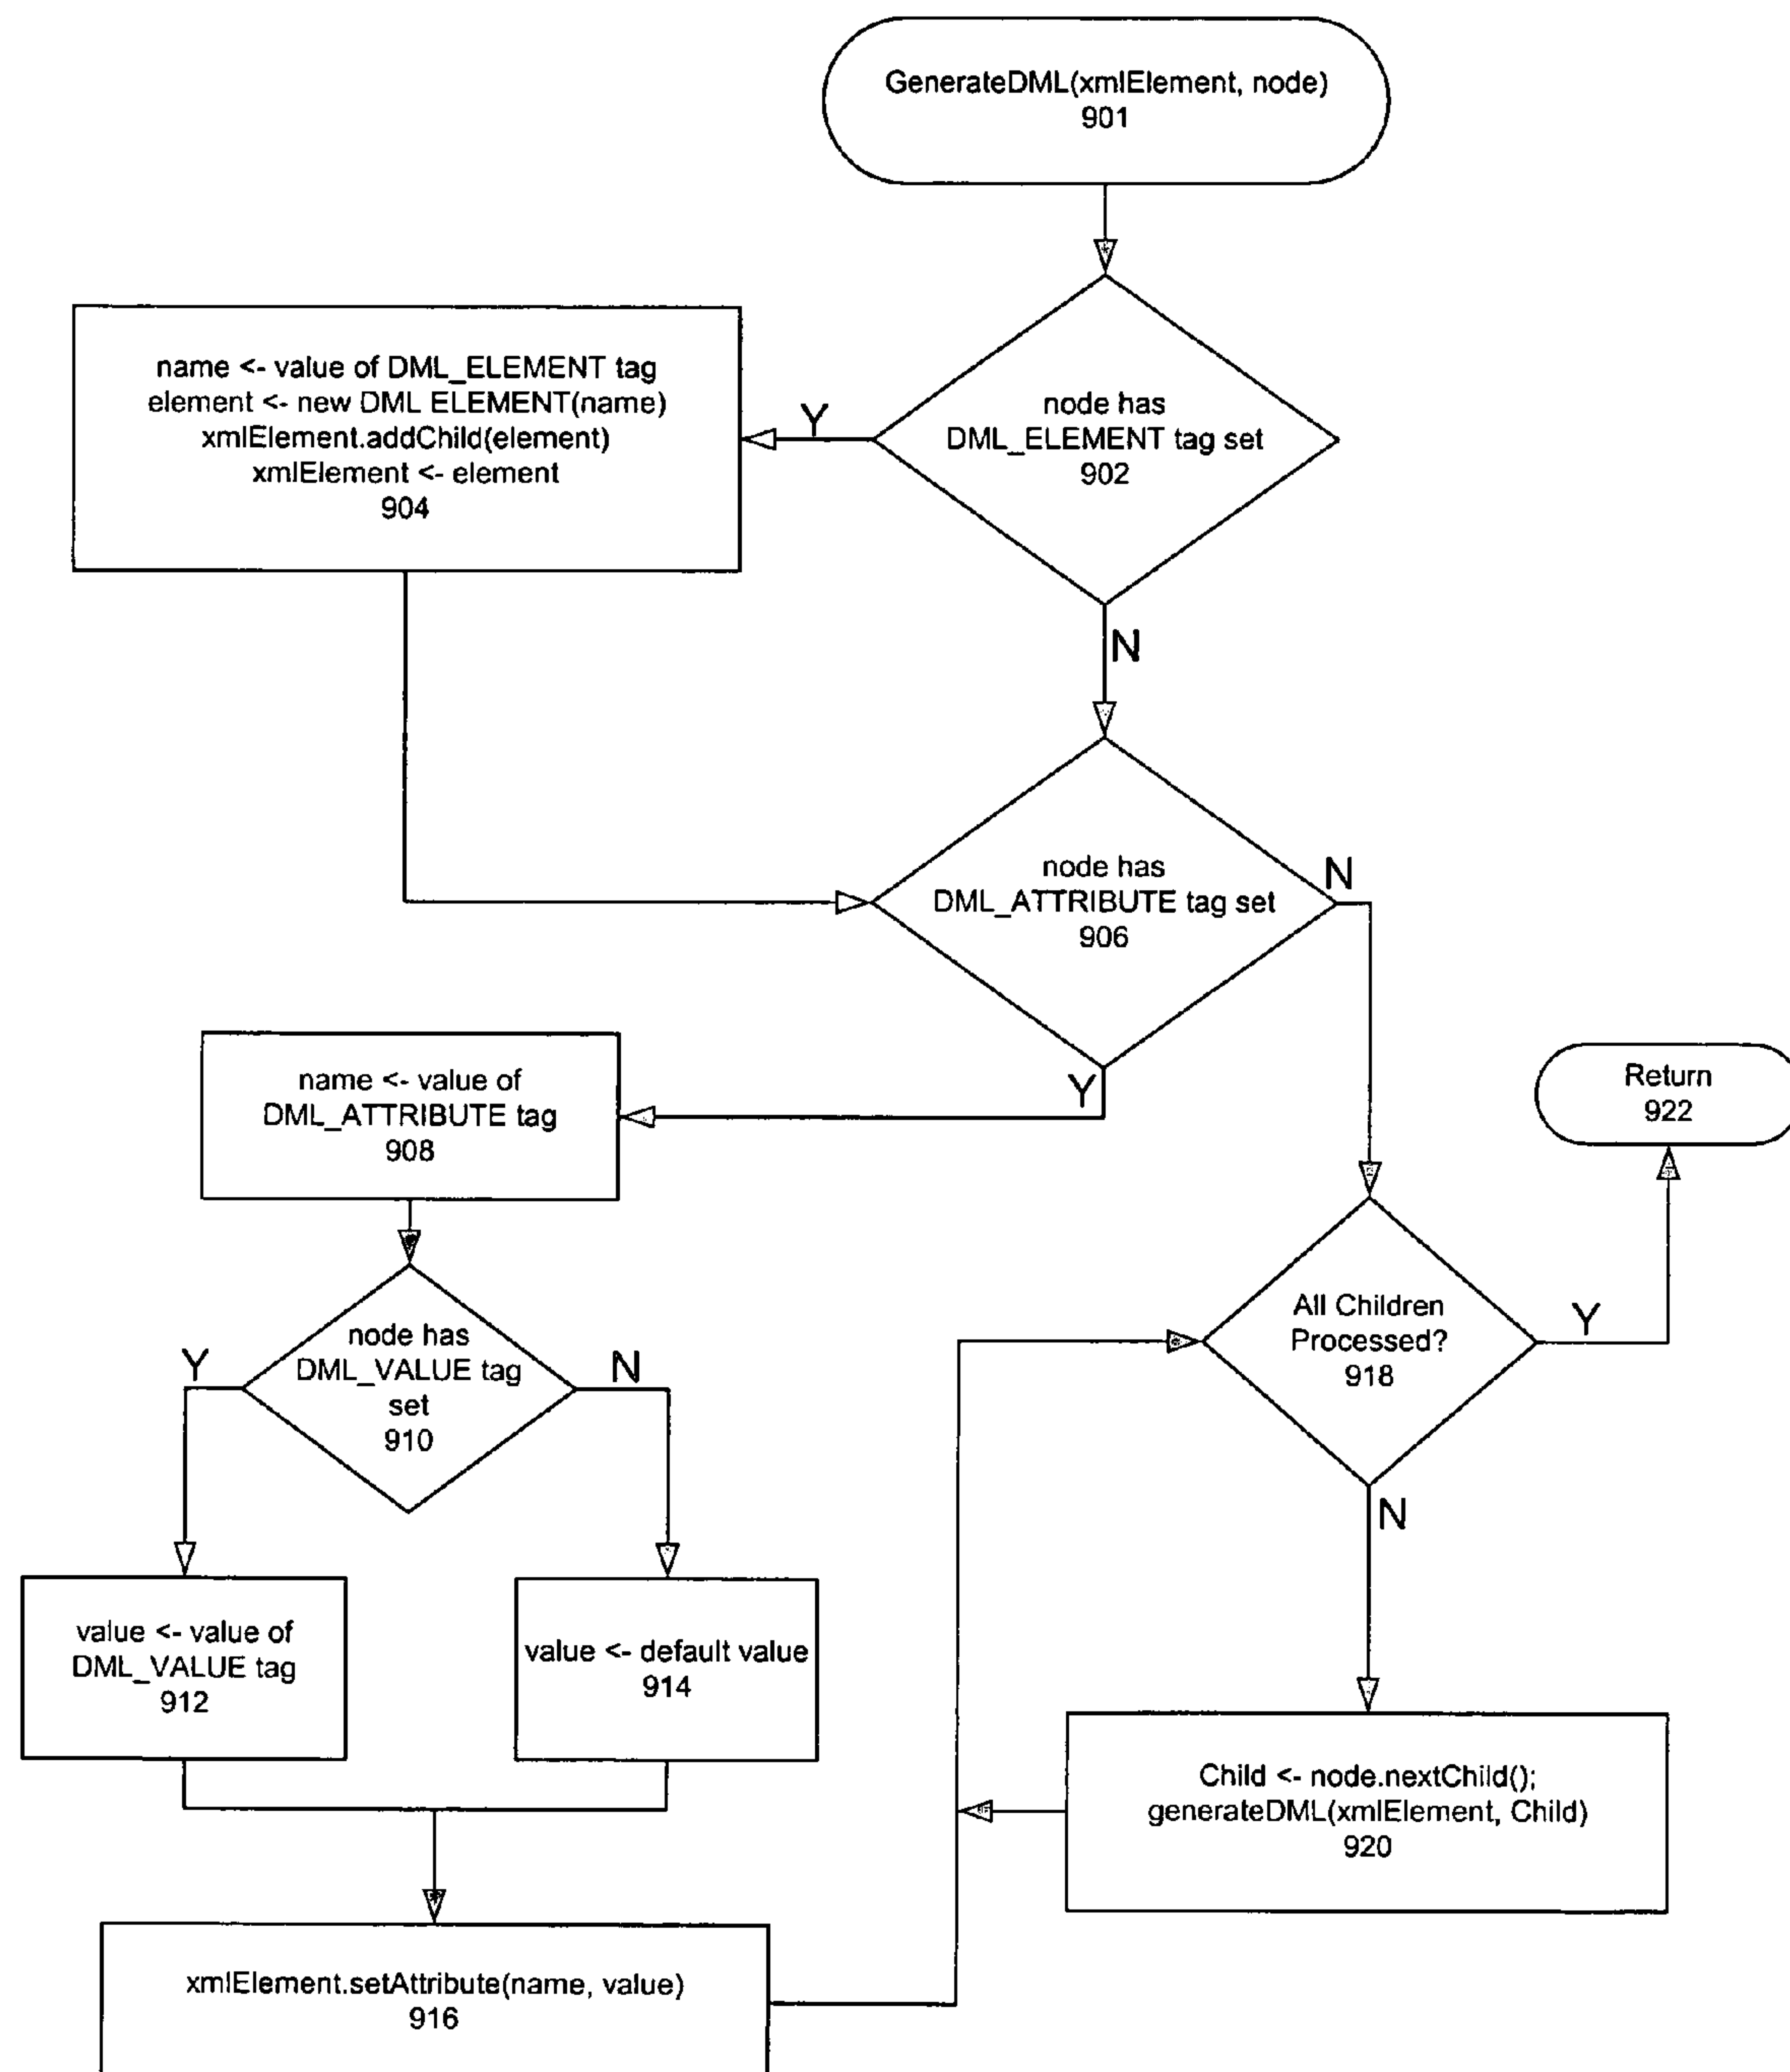 GenerateDML(xmlElement, node)
901
name <- value of DML_ELEMENT tag
element <- new DML ELEMENT(name)
xmlElement.addChild(element)
xmlElement <- element
904
Y
node has
DML_ELEMENT tag set
902
N
node has
DML_ATTRIBUTE tag set
906
N
Y
name <- value of
DML_ATTRIBUTE tag
908
Return
922
node has
DML_VALUE tag
set
910
Y
N
All Children
Processed?
918
Y
N
value <- value of
DML_VALUE tag
912
value <- default value
914
Child <- node.nextChild();
generateDML(xmlElement, Child)
920
xmlElement.setAttribute(name, value)
916